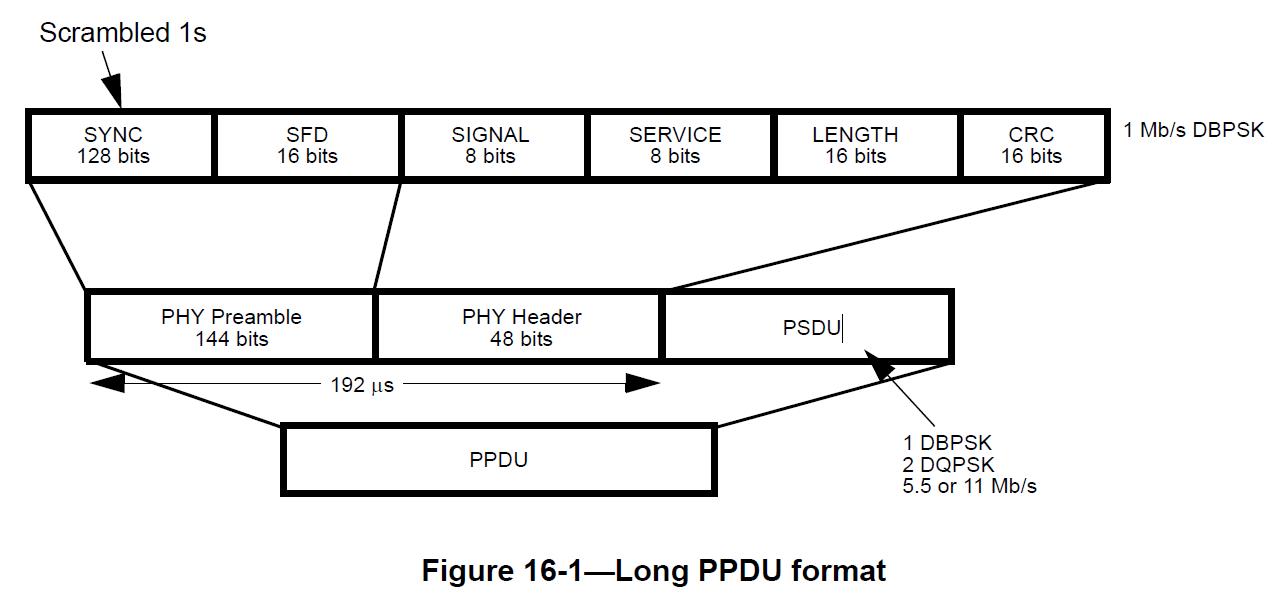 Scrambled 1s
SYNC
128 bits
SFD
16 bits
SIGNAL
8 bits
SERVICE
8 bits
LENGTH
16 bits
CRC
16 bits
1 Mb/s DBPSK
PHY Preamble
144 bits
PHY Header
48 bits
PSDU
192 μs
1 DBPSK
2 DQPSK
5.5 or 11 Mb/s
PPDU
Figure 16-1—Long PPDU format